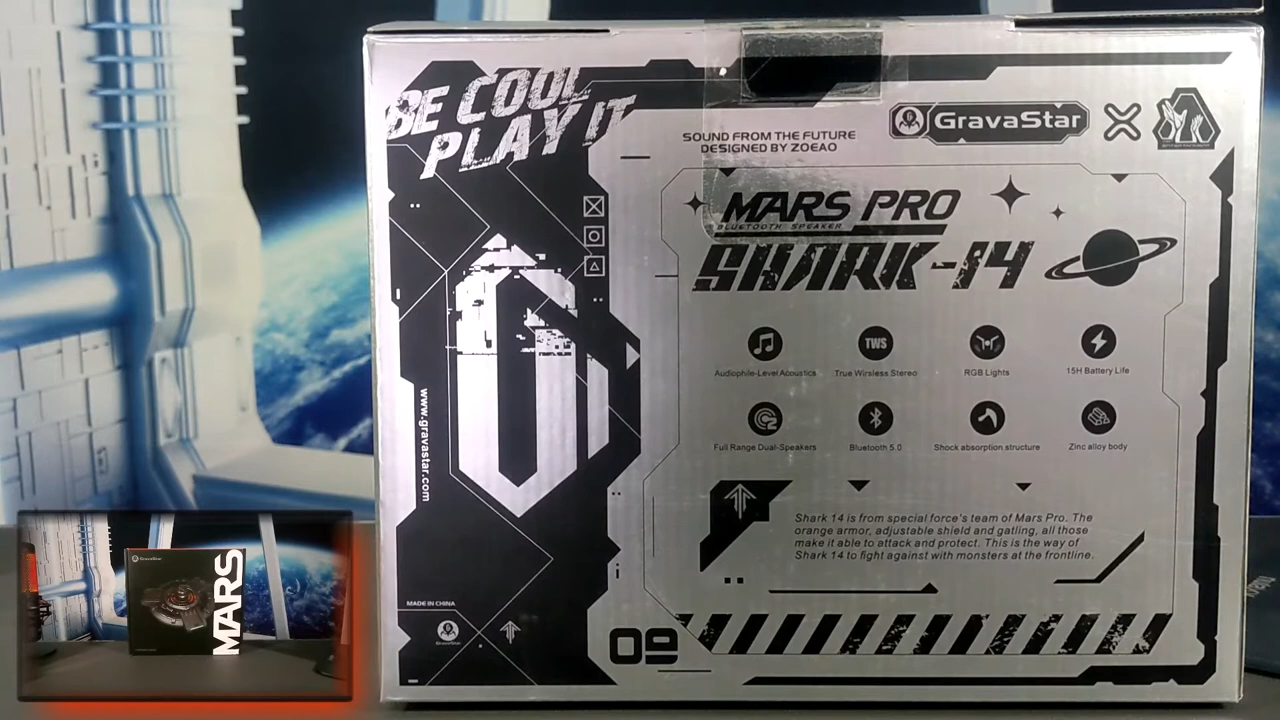 BE COOL
PLAY IT
SOUND FROM THE FUTURE
DESIGNED BY ZOEAO
GravaStar
MARS PRO
BLUETOOTH SPEAKER
SHARK-14
Audiophile-Level Acoustics
TWS
True Wirsless Stereo
RGB Lights
15H Battery Life
Full Range Dual-Speakers
Bluetooth 5.0
Shock absorption structure
Zinc alloy body
www.gravastar.com
Shark 14 is from special force's team of Mars Pro. The
orange armor, adjustable shield and gatling, all those
make it able to attack and protect. This is the way of
Shark 14 to fight against with monsters at the frontline.
MADE IN CHINA
GravaStar
09
GravaStar
MARS